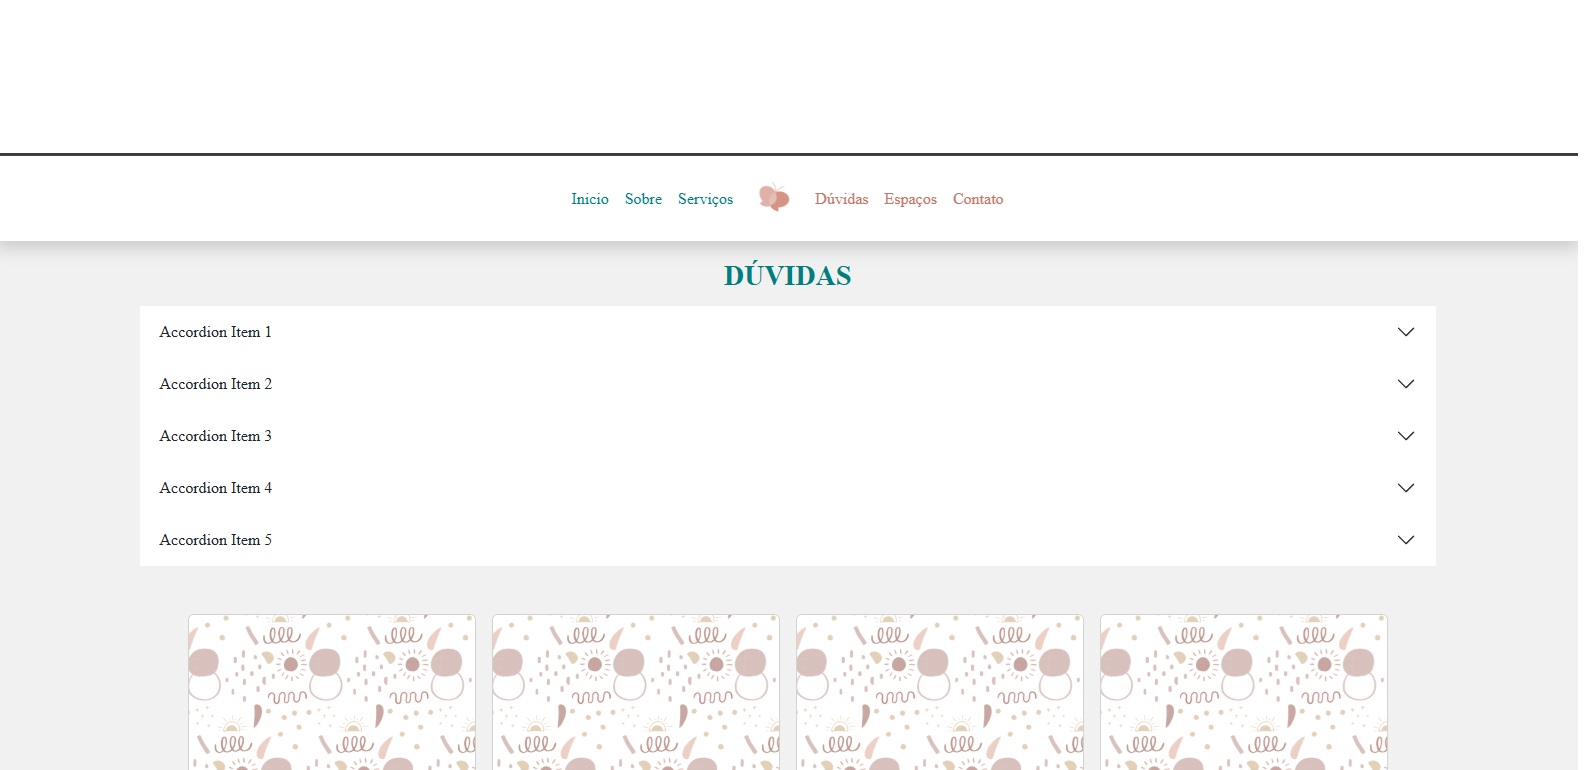 Inicio Sobre Serviços Dúvidas Espaços Contato
DÚVIDAS
Accordion Item 1
Accordion Item 2
Accordion Item 3
Accordion Item 4
Accordion Item 5